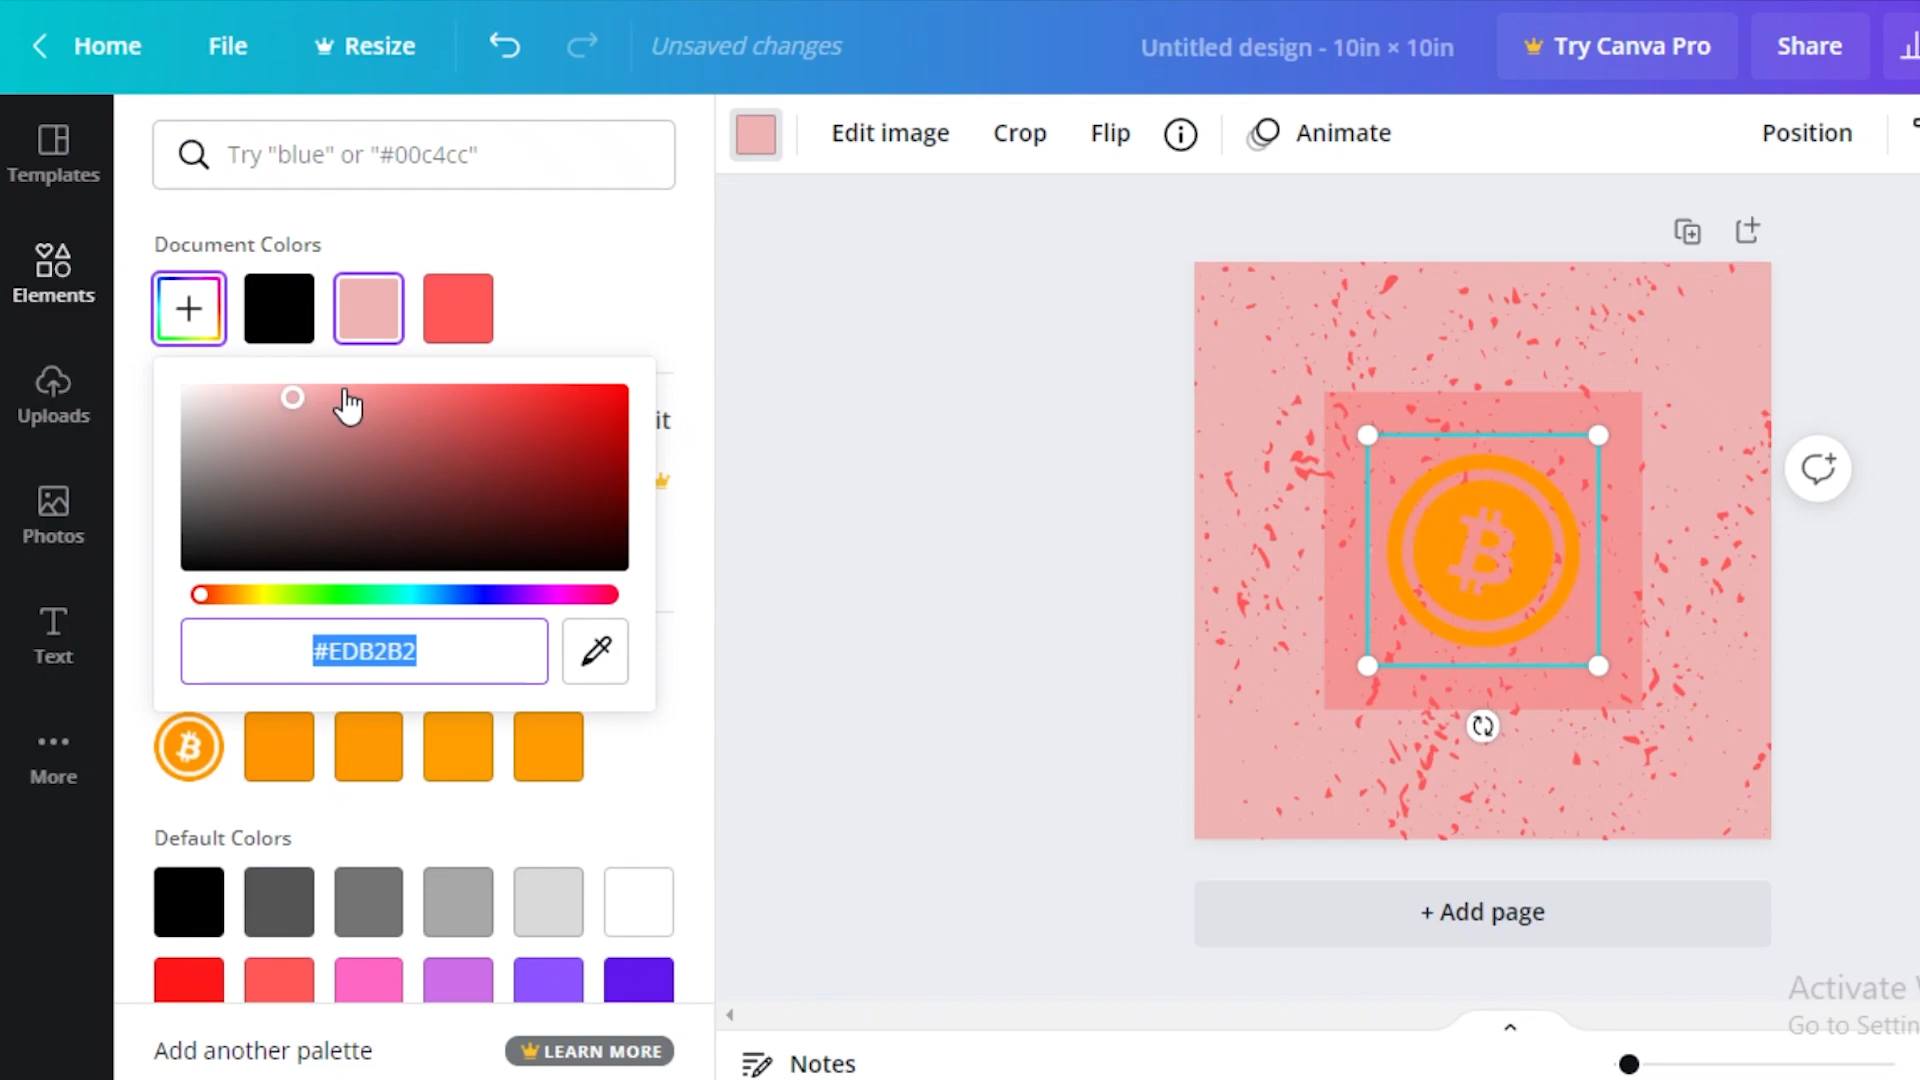 Home File Resize Unsaved changes Untitled design - 10in × 10in Try Canva Pro Share
Templates
Elements
Uploads
Photos
Text
More
Try "blue" or "#00c4cc"
Document Colors
it
#EDB2B2
Default Colors
Add another palette LEARN MORE
Edit image Crop Flip Animate Position
+ Add page
Activate
Go to Settin
Notes